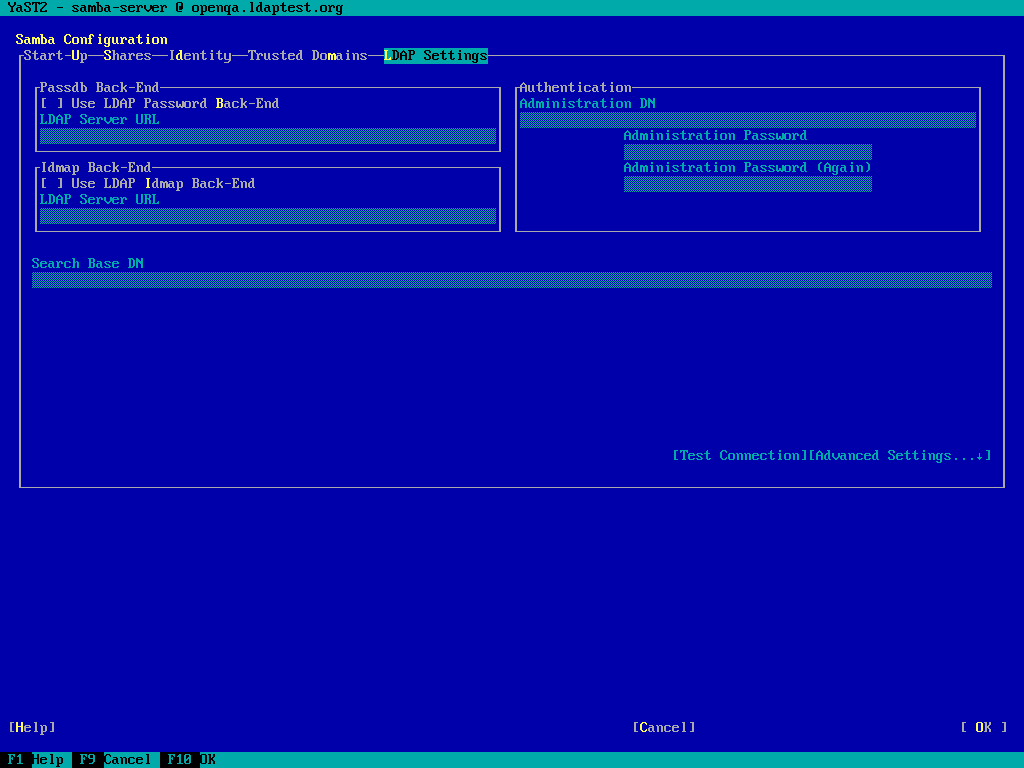 YaST2 - samba-server @ openqa.ldaptest.org
Samba Configuration
Start-Up Shares Identity Trusted Domains LDAP Settings
Passdb Back-End
[ ] Use LDAP Password Back-End
LDAP Server URL
Idmap Back-End
[ ] Use LDAP Idmap Back-End
LDAP Server URL
Authentication
Administration DN
Administration Password
Administration Password (Again)
Search Base DN
[Test Connection][Advanced Settings...↓]
[Help] [Cancel] [ OK ]
F1 Help F9 Cancel F10 OK